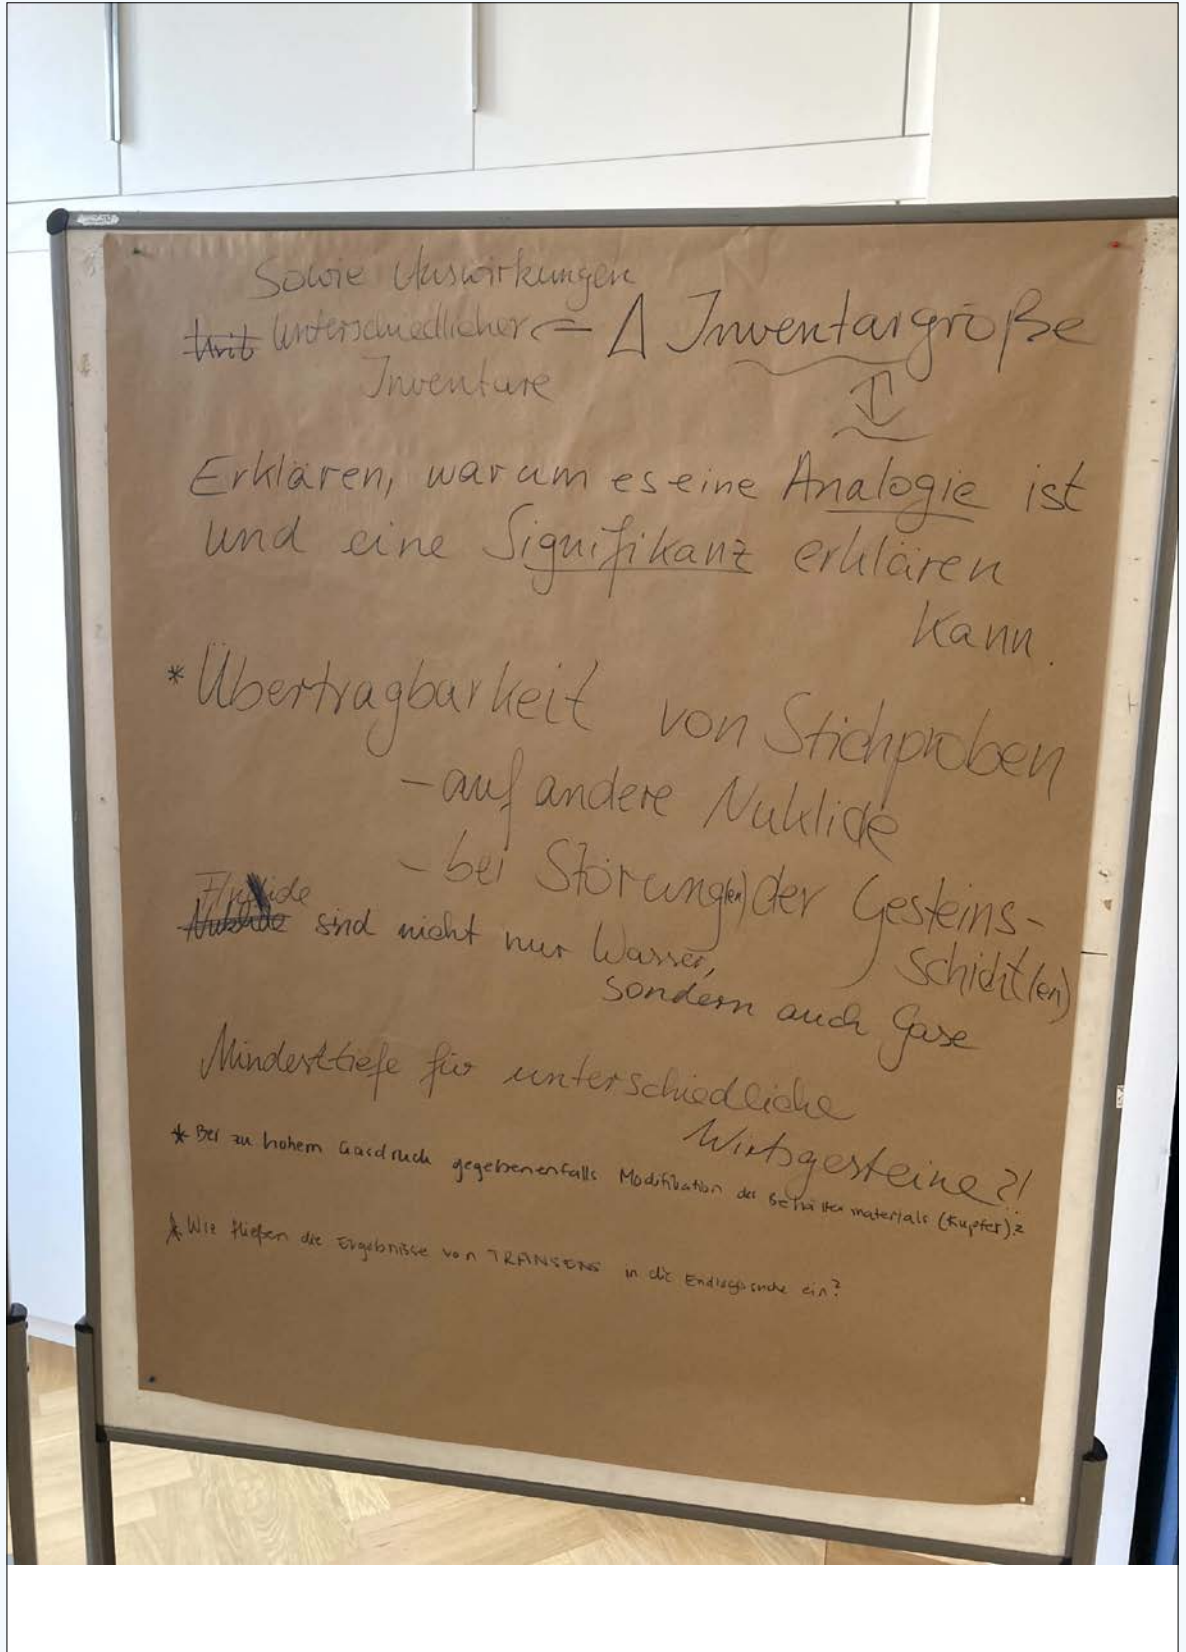 Sowie Auswirkungen
unterschiedlicher ⇐ Δ Inventargröße
Inventare
Erklären, warum es eine Analogie ist
und eine Signifikanz erklären
kann.
* Übertragbarkeit von Stichproben
- auf andere Nuklide
- bei Störung(en) der Gesteins-
schicht(en)
Fluide
Nuklide sind nicht nur Wasser,
sondern auch Gase
Mindesttiefe für unterschiedliche
Wirtsgesteine?!
* Bei zu hohem Gasdruck gegebenenfalls Modifikation des Behältermaterials (Kupfer)?
* Wie fließen die Ergebnisse von TRANSENS in die Endlagersuche ein?